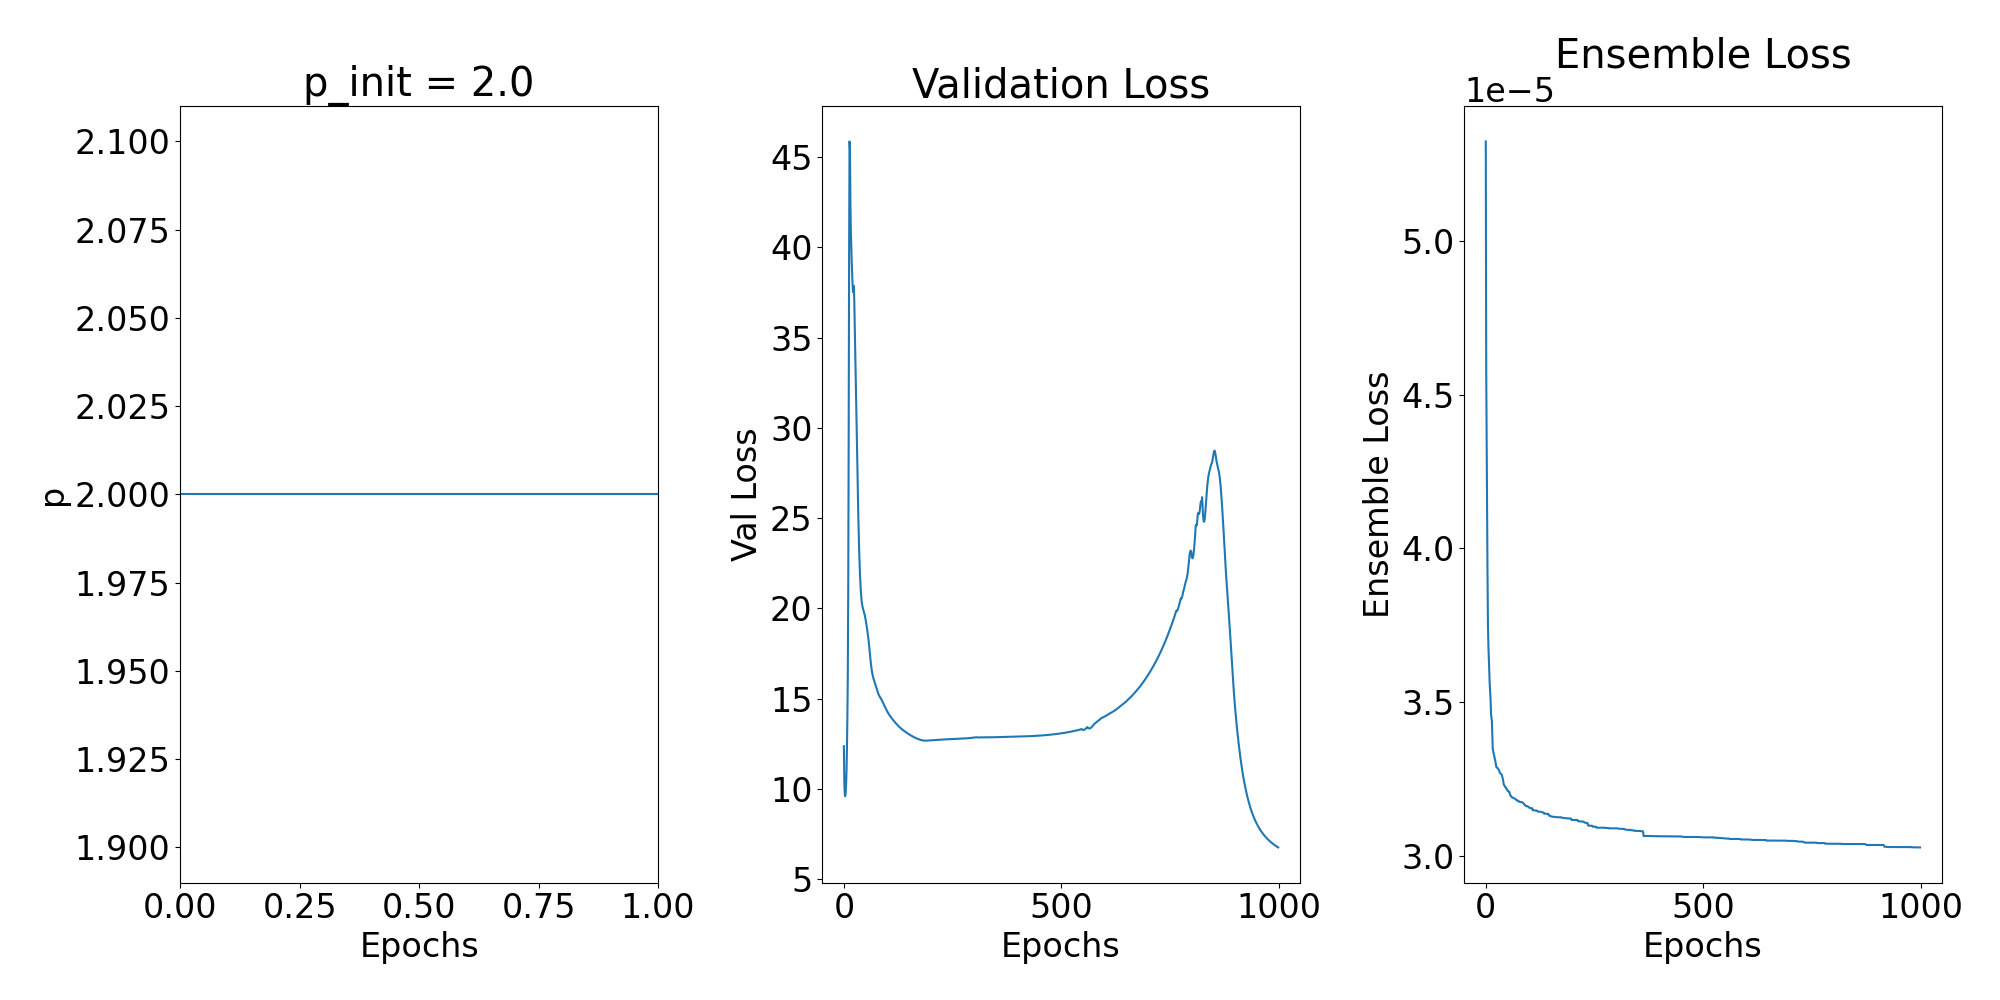 p_init = 2.0
2.100
2.075
2.050
2.025
2.000
1.975
1.950
1.925
1.900
p
0.00 0.25 0.50 0.75 1.00
Epochs
Validation Loss
45
40
35
30
25
20
15
10
5
Val Loss
0 500 1000
Epochs
Ensemble Loss
1e−5
5.0
4.5
4.0
3.5
3.0
Ensemble Loss
0 500 1000
Epochs